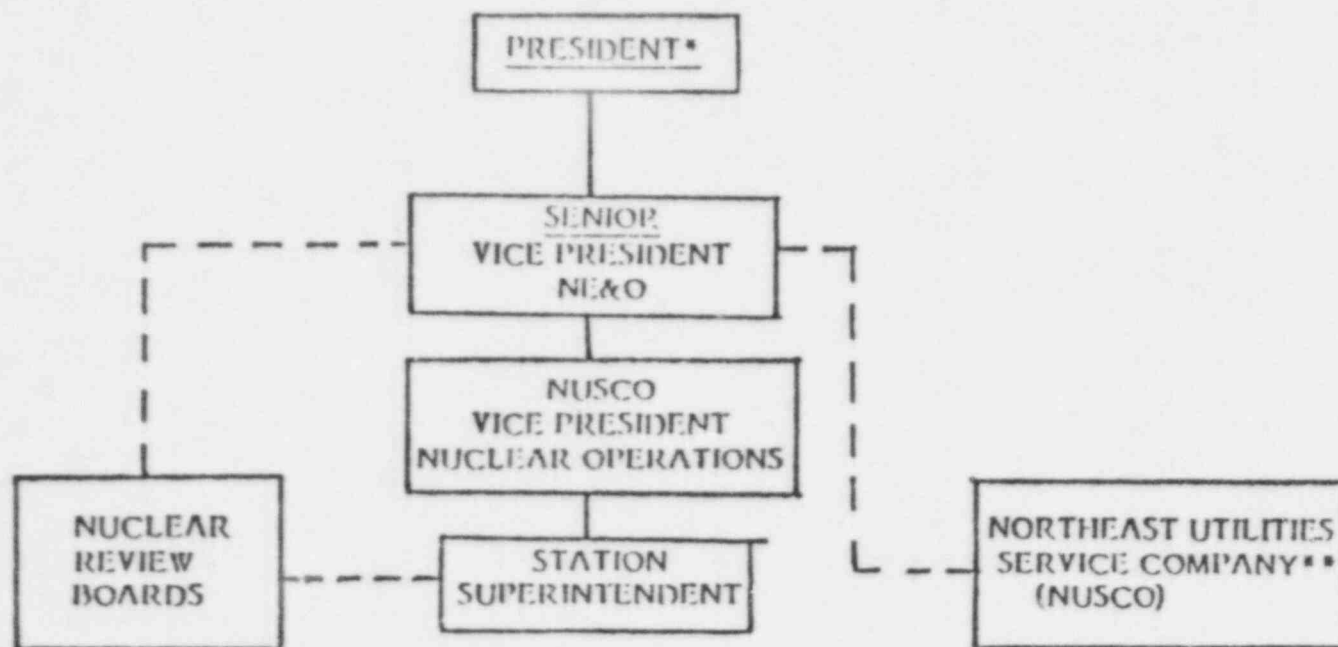 PRESIDENT*
SENIOR
VICE PRESIDENT
NE&O
NUSCO
VICE PRESIDENT
NUCLEAR OPERATIONS
NUCLEAR
REVIEW
BOARDS
STATION
SUPERINTENDENT
NORTHEAST UTILITIES
SERVICE COMPANY**
(NUSCO)